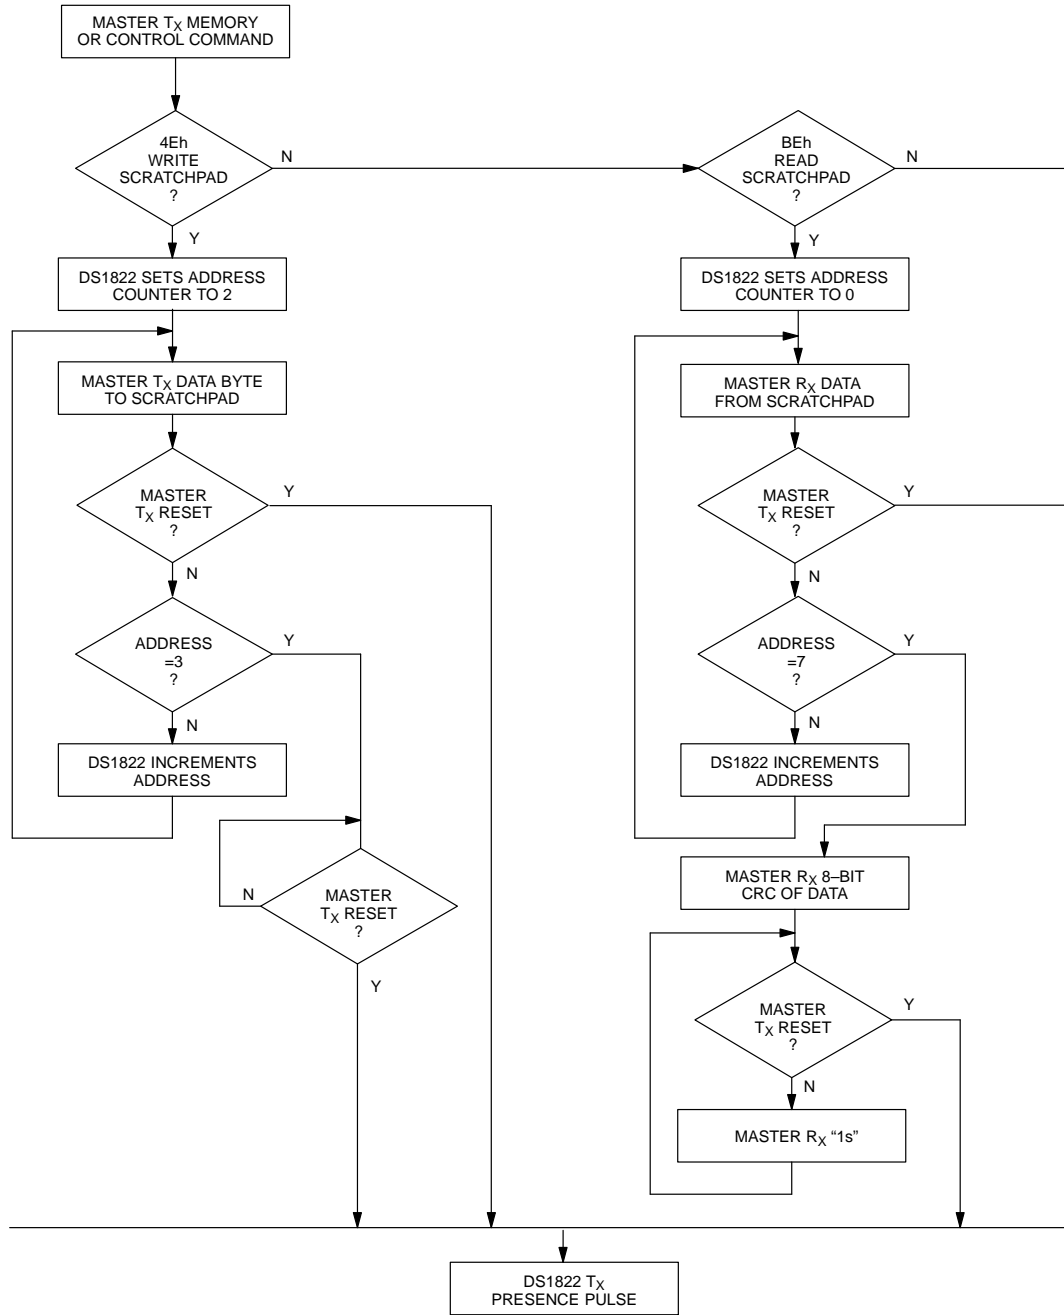 MASTER TX MEMORY
OR CONTROL COMMAND
4Eh
WRITE
SCRATCHPAD
?
N
Y
DS1822 SETS ADDRESS
COUNTER TO 2
MASTER TX DATA BYTE
TO SCRATCHPAD
MASTER
TX RESET
?
Y
N
ADDRESS
=3
?
Y
N
DS1822 INCREMENTS
ADDRESS
MASTER
TX RESET
?
N
Y
BEh
READ
SCRATCHPAD
?
N
Y
DS1822 SETS ADDRESS
COUNTER TO 0
MASTER RX DATA
FROM SCRATCHPAD
MASTER
TX RESET
?
Y
N
ADDRESS
=7
?
Y
N
DS1822 INCREMENTS
ADDRESS
MASTER RX 8–BIT
CRC OF DATA
MASTER
TX RESET
?
Y
N
MASTER RX “1s”
DS1822 TX
PRESENCE PULSE